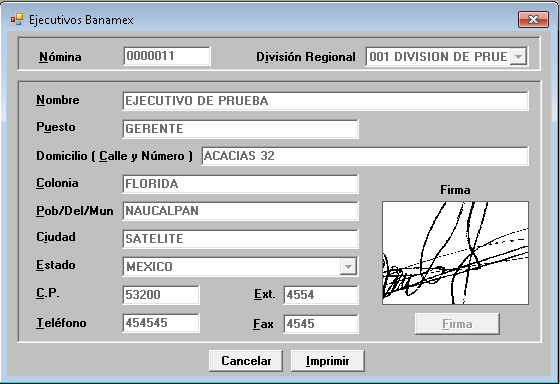 Ejecutivos Banamex
Nómina 0000011 División Regional 001 DIVISION DE PRUE
Nombre EJECUTIVO DE PRUEBA
Puesto GERENTE
Domicilio ( Calle y Número ) ACACIAS 32
Colonia FLORIDA
Firma
Pob/Del/Mun NAUCALPAN
Ciudad SATELITE
Estado MEXICO
C.P. 53200 Ext. 4554
Teléfono 454545 Fax 4545 Firma
Cancelar Imprimir